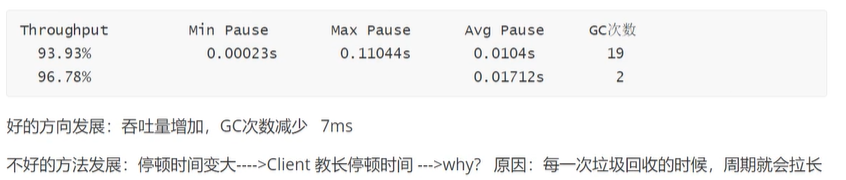 Throughput Min Pause Max Pause Avg Pause GC次数
93.93% 0.00023s 0.11044s 0.0104s 19
96.78% 0.01712s 2
好的方向发展：吞吐量增加，GC次数减少 7ms
不好的方法发展：停顿时间变大---->Client 教长停顿时间 --->why? 原因：每一次垃圾回收的时候，周期就会拉长